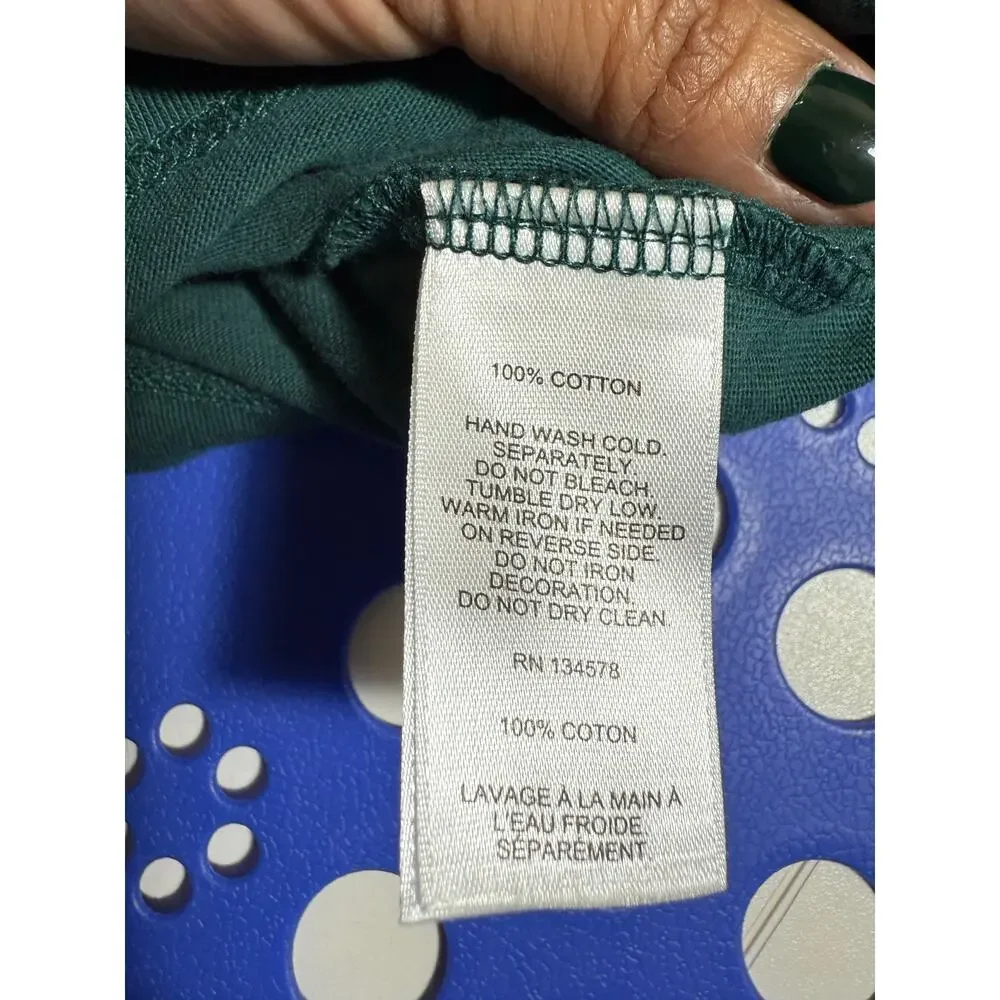 100% COTTON
HAND WASH COLD.
SEPARATELY.
DO NOT BLEACH.
TUMBLE DRY LOW.
WARM IRON IF NEEDED
ON REVERSE SIDE.
DO NOT IRON
DECORATION.
DO NOT DRY CLEAN
RN 134578
100% COTON
LAVAGE À LA MAIN À
L'EAU FROIDE
SÉPARÉMENT.